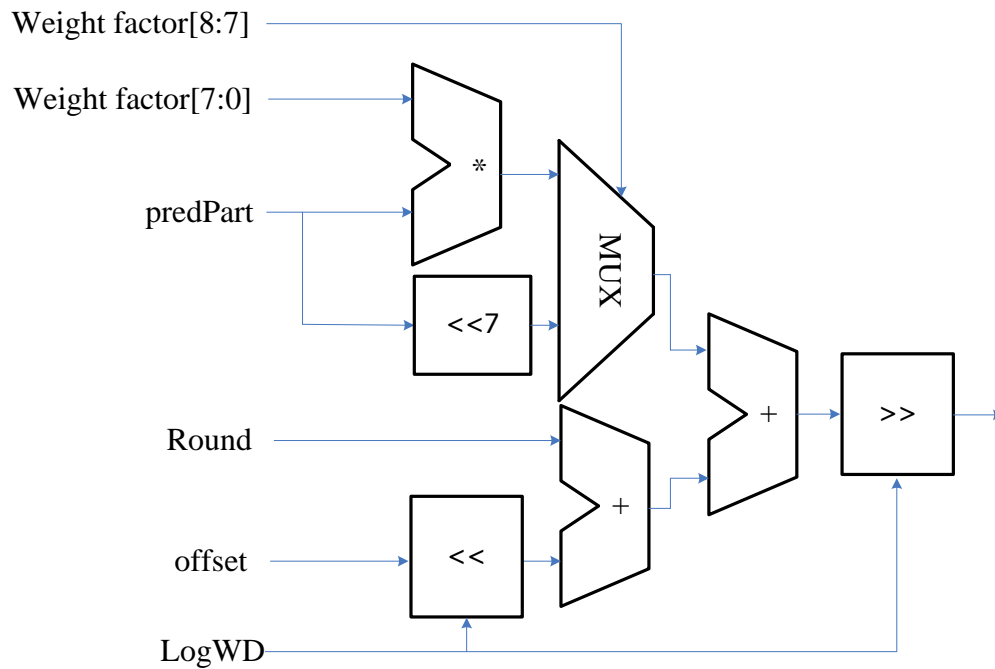 Weight factor[8:7]
Weight factor[7:0]
*
predPart
MUX
<<7
+
>>
Round
+
offset
<<
LogWD